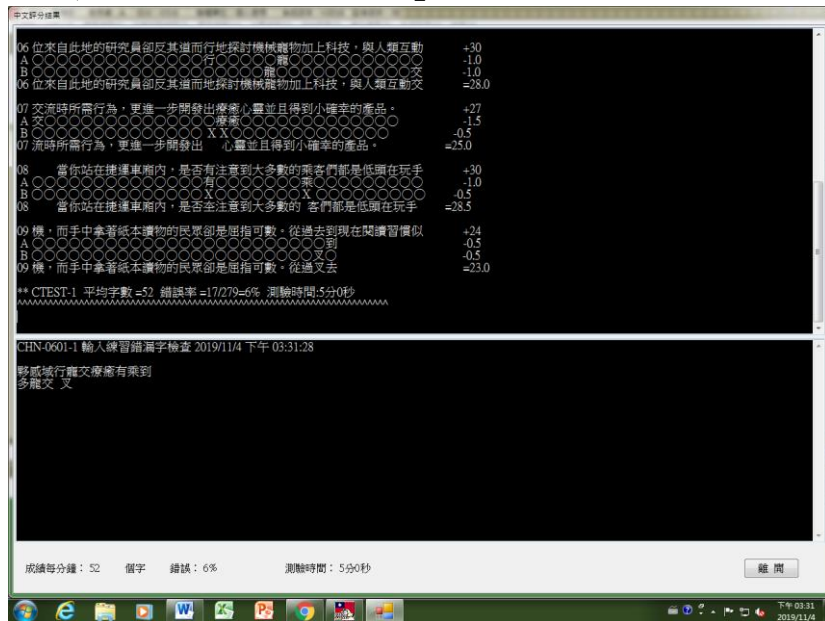 中文評分結果
06 位來自此地的研究員卻反其道而行地探討機械寵物加上科技，與人類互動 +30
A ○○○○○○○○○○○○○行○○○○○寵○○○○○○○○○○○ -1.0
B ○○○○○○○○○○○○○○○○○○龍○○○○○○○○○○交 -1.0
06 位來自此地的研究員卻反其道而地探討機械龍物加上科技，與人類互動交 =28.0
07 交流時所需行為，更進一步開發出療癒心靈並且得到小確幸的產品。 +27
A 交○○○○○○○○○○○○○療癒○○○○○○○○○○○○○ -1.5
B ○○○○○○○○○○○○○ X X○○○○○○○○○○○○○ -0.5
07 流時所需行為，更進一步開發出 心靈並且得到小確幸的產品。 =25.0
08 當你站在捷運車廂內，是否有注意到大多數的乘客們都是低頭在玩手 +30
A ○○○○○○○○○○○○○有○○○○○○○乘○○○○○○○○○ -1.0
B ○○○○○○○○○○○○○X○○○○○○○X○○○○○○○○○ -0.5
08 當你站在捷運車廂內，是否在注意到大多數的 客們都是低頭在玩手 =28.5
09 機，而手中拿著紙本讀物的民眾卻是屈指可數。從過去到現在閱讀習慣似 +24
A ○○○○○○○○○○○○○○○○○○○○○○○到 -0.5
B ○○○○○○○○○○○○○○○○○○○○○○叉○ -0.5
09 機，而手中拿著紙本讀物的民眾卻是屈指可數。從過叉去 =23.0
** CTEST-1 平均字數 =52 錯誤率 =17/279=6% 測驗時間:5分0秒
^^^^^^^^^^^^^^^^^^^^^^^^^^^^^^^^^^^^^^^^^^^^^^^^^^^^^^
CHN-0601-1 輸入練習錯漏字檢查 2019/11/4 下午 03:31:28
夥感域行寵交療癒有乘到
多龍交 叉
成績每分鐘： 52 個字 錯誤： 6% 測驗時間： 5分0秒
離 開
下午 03:31
2019/11/4